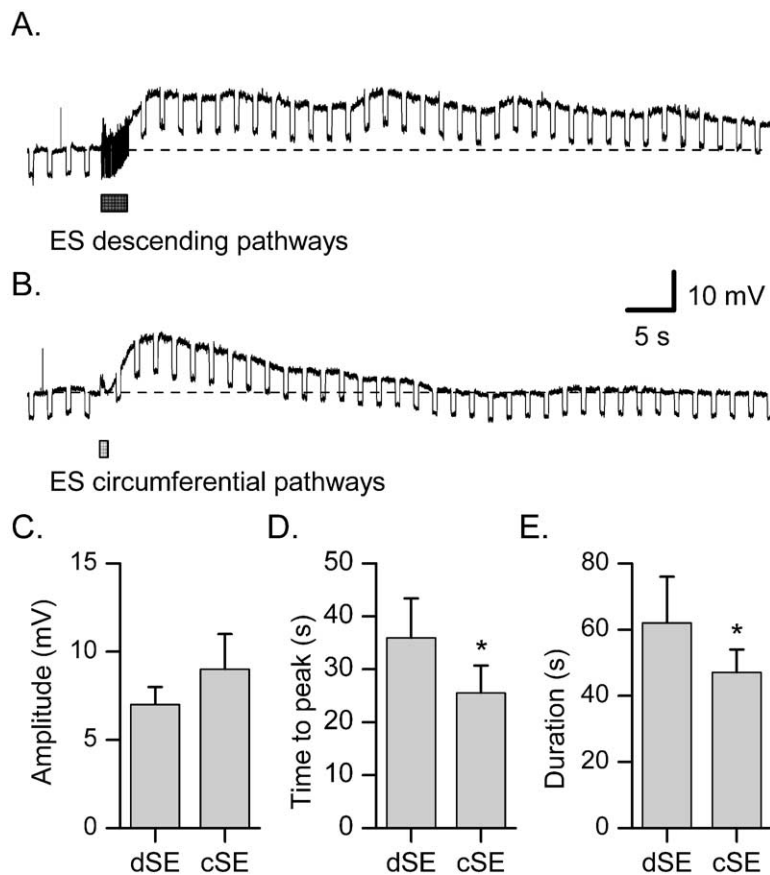 A.
ES descending pathways
B.
10 mV
5 s
ES circumferential pathways
C.
Amplitude (mV)
15
10
5
0
dSE cSE
D.
Time to peak (s)
50
40
30
20
10
0
*
dSE cSE
E.
Duration (s)
80
60
40
20
0
*
dSE cSE